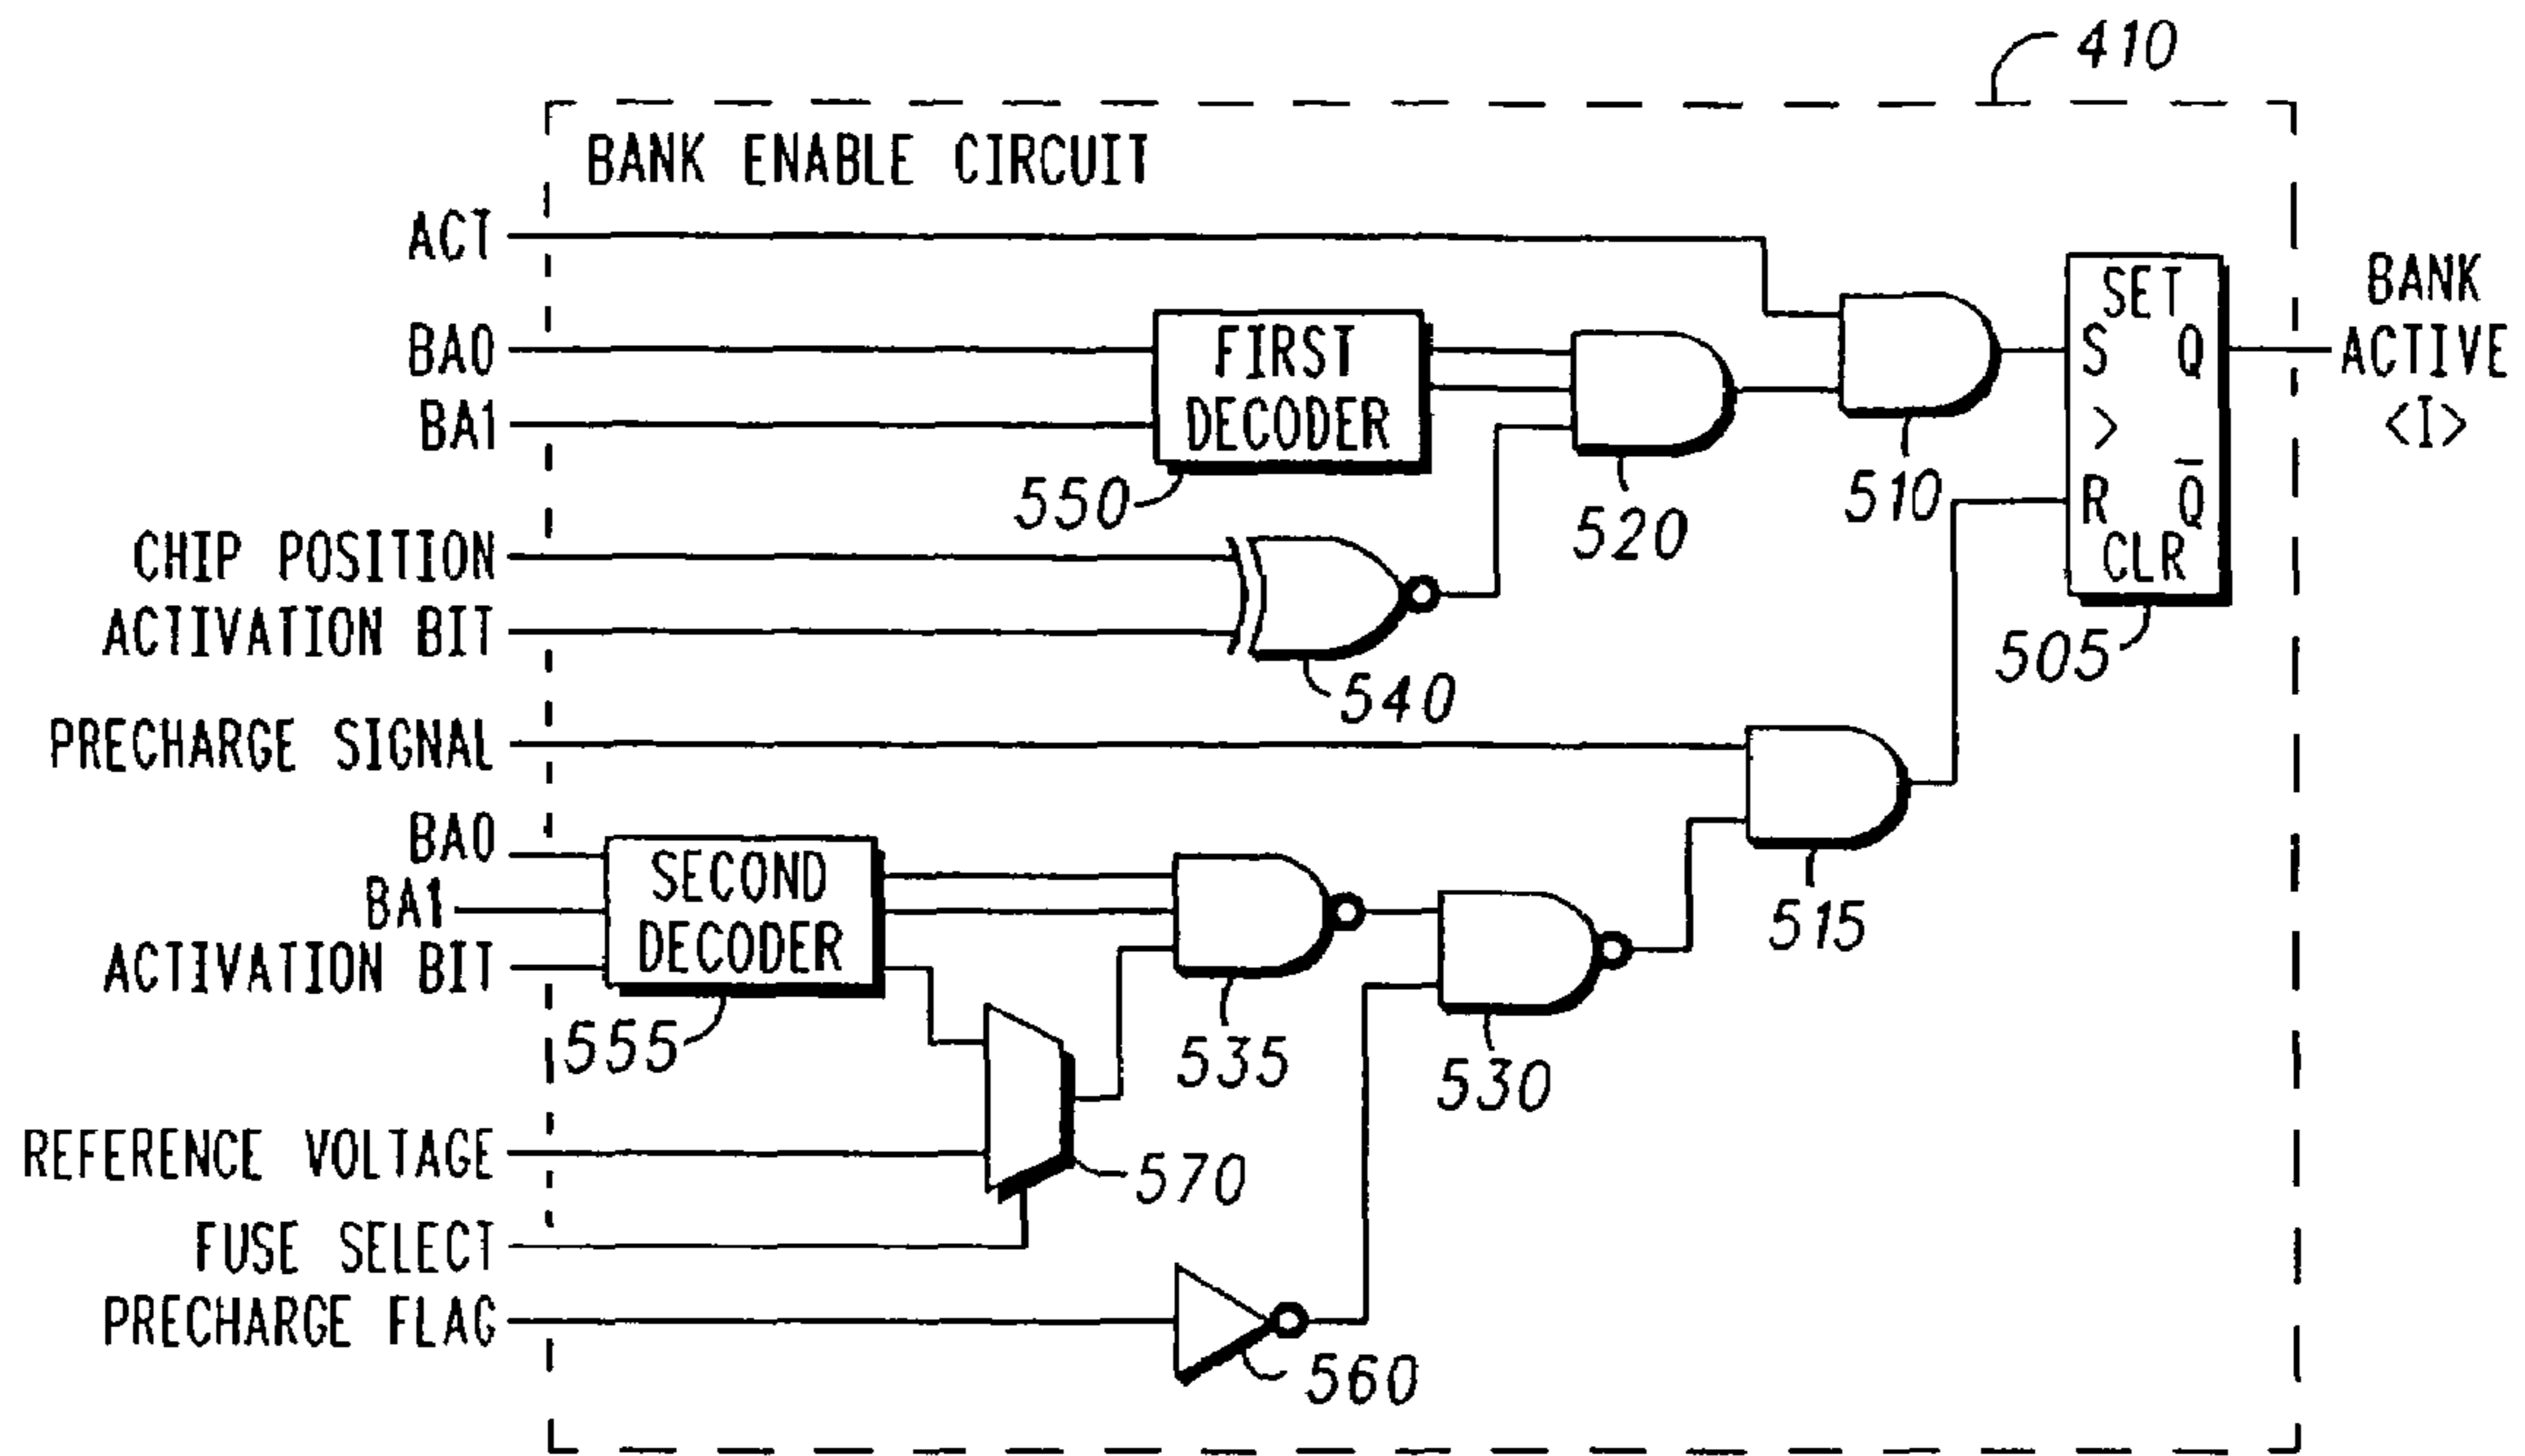 410
BANK ENABLE CIRCUIT
ACT
BA0
BA1
FIRST
DECODER
550
520
510
SET
S Q
>
R Q̅
CLR
505
BANK
ACTIVE
<I>
CHIP POSITION
ACTIVATION BIT
540
PRECHARGE SIGNAL
515
BA0
BA1
ACTIVATION BIT
SECOND
DECODER
555
535
530
REFERENCE VOLTAGE
570
FUSE SELECT
PRECHARGE FLAG
560